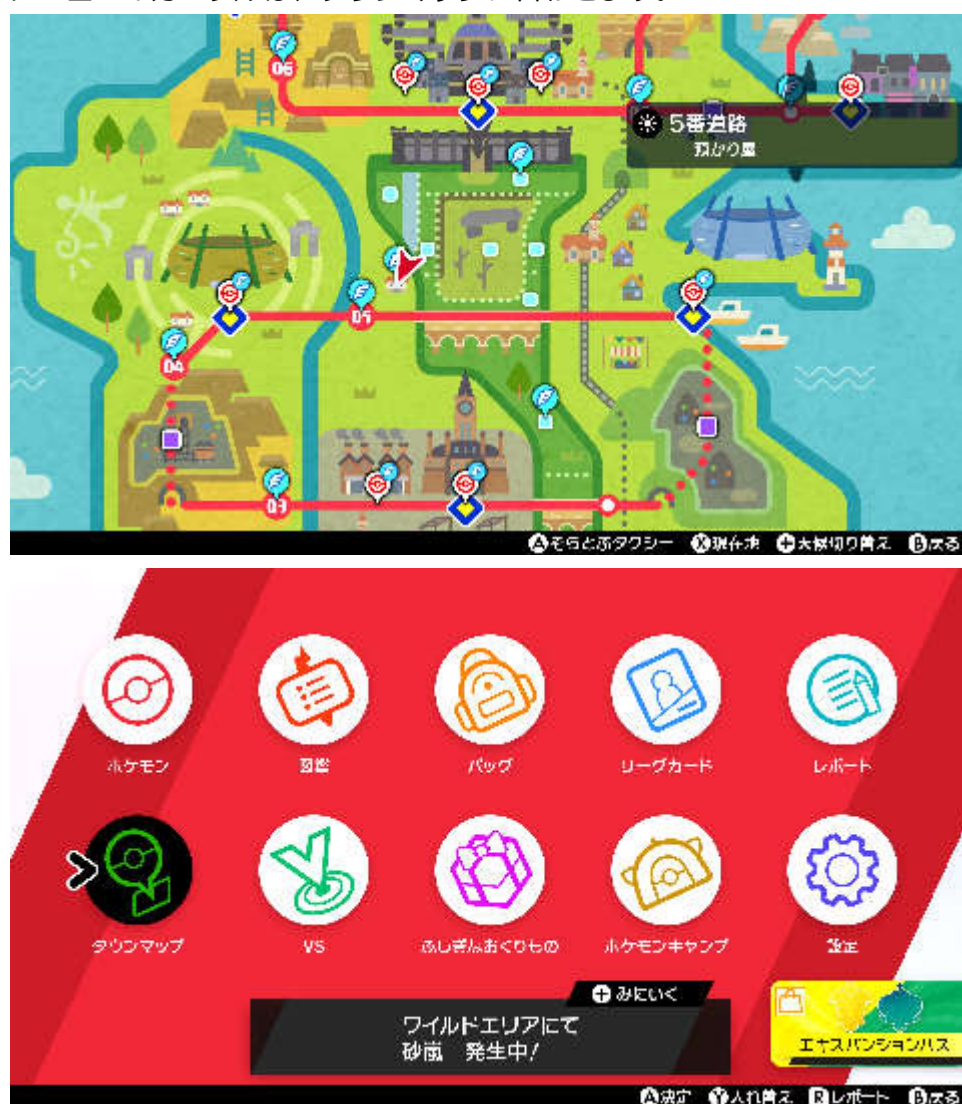 06
5番道路
預かり屋
05
04
03
Aそらとぶタクシー X現在地 +天候切り替え B戻る
ポケモン
図鑑
バッグ
リーグカード
レポート
タウンマップ
VS
ふしぎなおくりもの
ポケモンキャンプ
設定
+みにいく
ワイルドエリアにて
砂嵐 発生中!
エキスパンションパス
A決定 Y入れ替え Rレポート B戻る